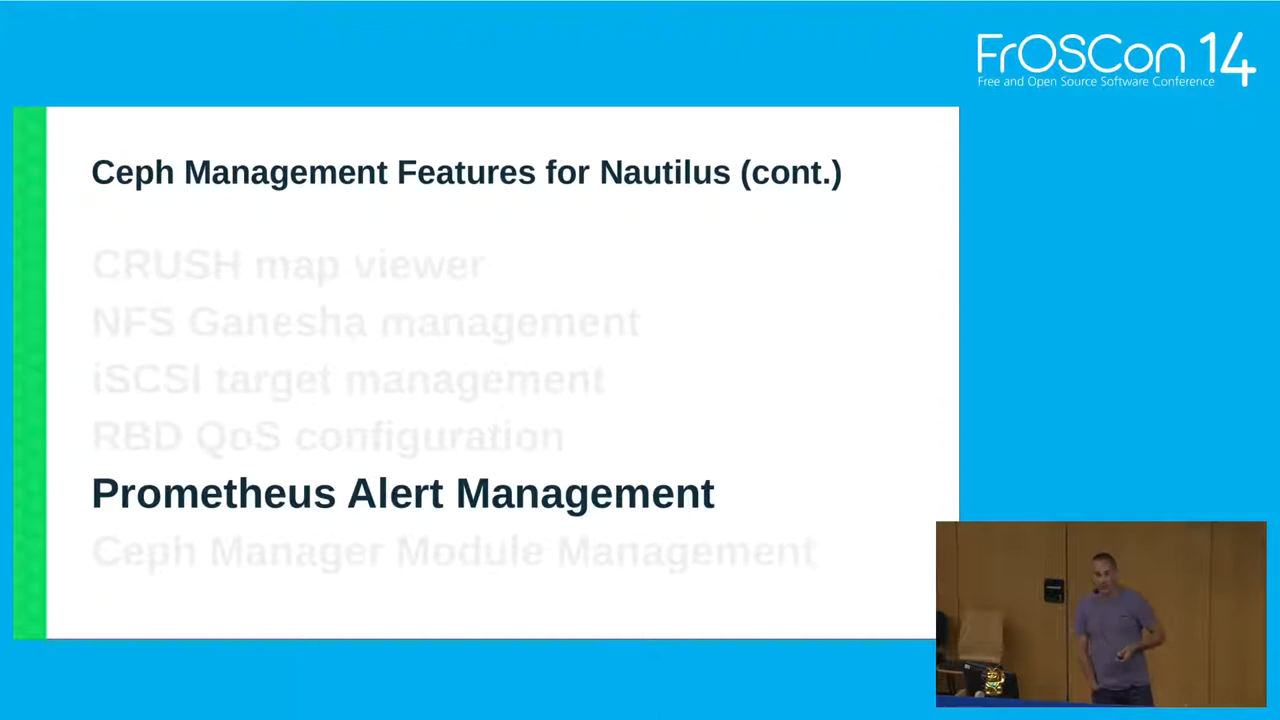 FrOSCon 14
Free and Open Source Software Conference
Ceph Management Features for Nautilus (cont.)
CRUSH map viewer
NFS Ganesha management
iSCSI target management
RBD QoS configuration
Prometheus Alert Management
Ceph Manager Module Management